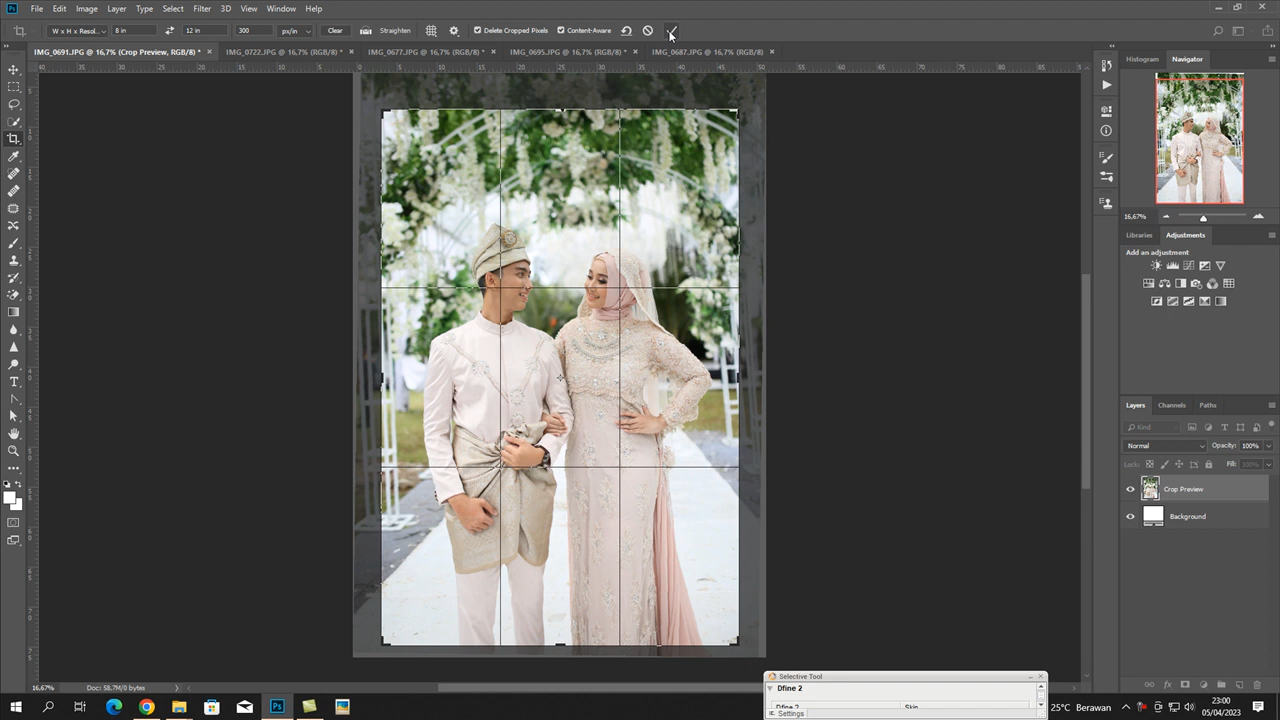 File Edit Image Layer Type Select Filter 3D View Window Help
W x H x Resol... 8 in 12 in 300 px/in Clear Straighten Delete Cropped Pixels Content-Aware
IMG_0691.JPG @ 16,7% (Crop Preview, RGB/8) * IMG_0722.JPG @ 16,7% (RGB/8) * IMG_0677.JPG @ 16,7% (RGB/8) * IMG_0695.JPG @ 16,7% (RGB/8) * IMG_0687.JPG @ 16,7% (RGB/8)
Histogram Navigator
16,67%
Libraries Adjustments
Add an adjustment
Layers Channels Paths
Kind
Normal Opacity: 100%
Lock: Fill: 100%
Crop Preview
Background
16,67% Doc: 58,7M/0 bytes
Selective Tool
Dfine 2
Dfine 2 Skin
Settings
25°C Berawan 23:00
05/04/2023